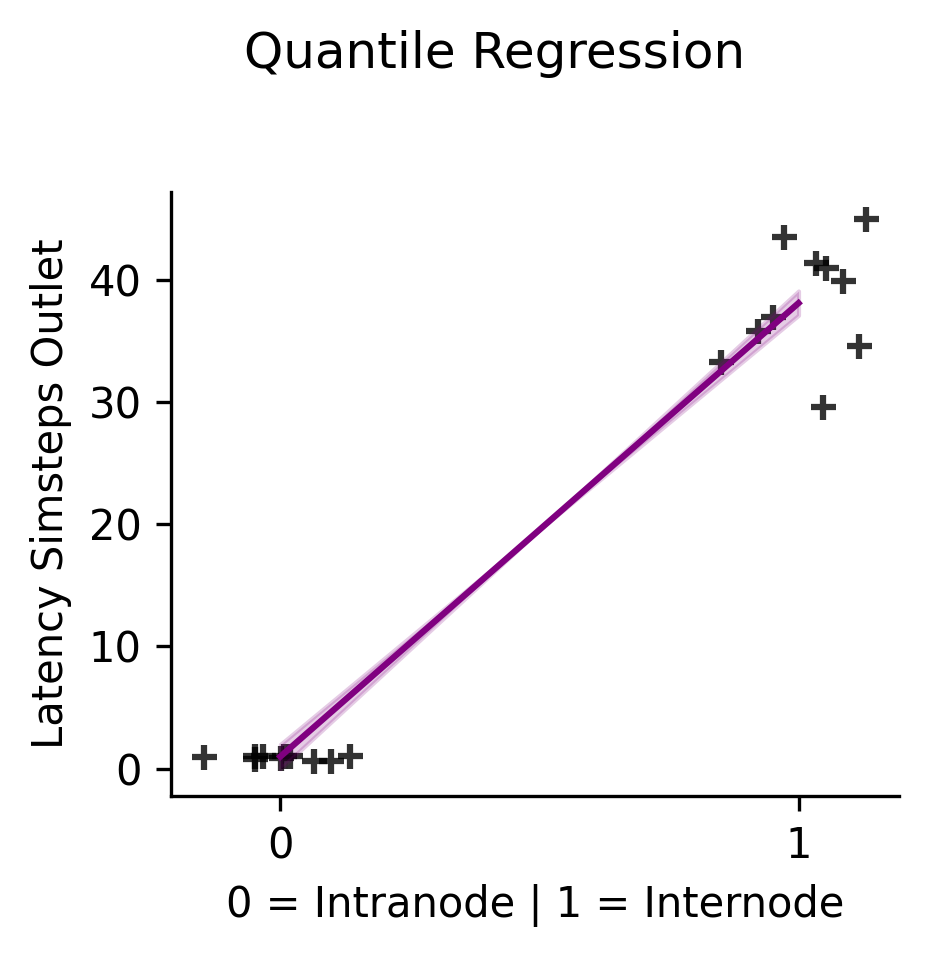 Quantile Regression
Latency Simsteps Outlet
40
30
20
10
0
0 1
0 = Intranode | 1 = Internode